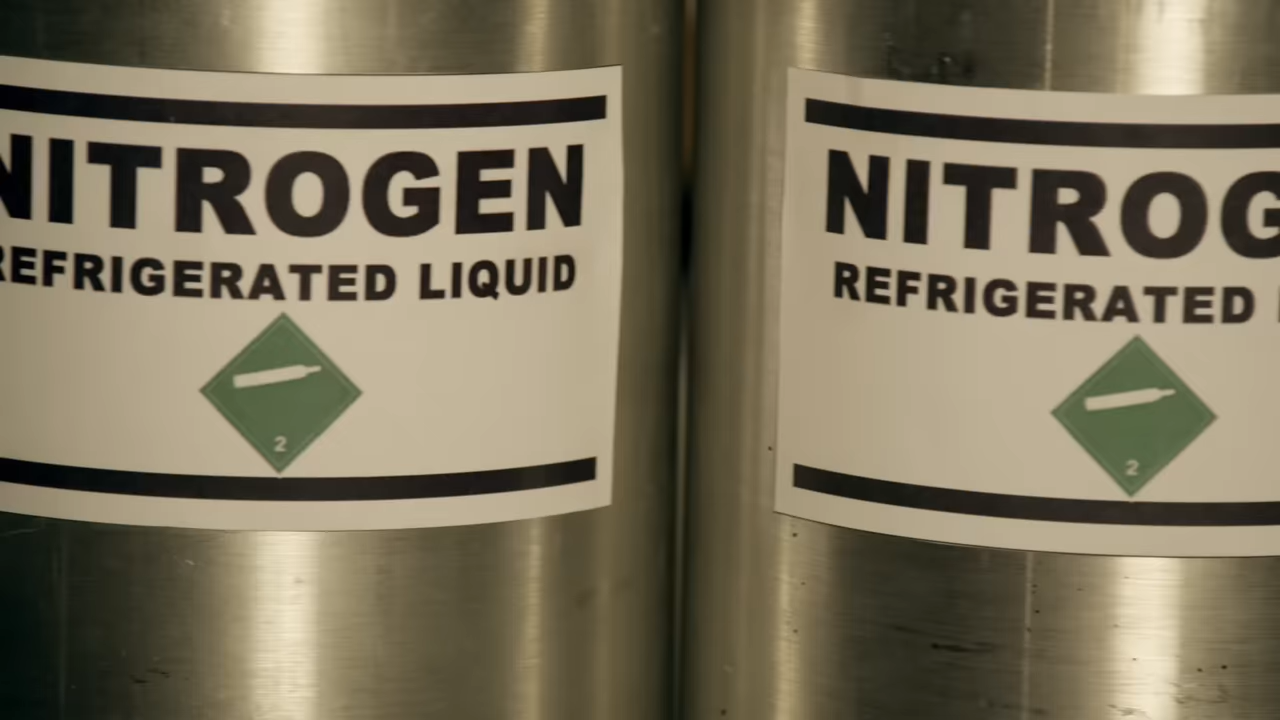 NITROGEN
REFRIGERATED LIQUID
2
NITROG
REFRIGERATED
2